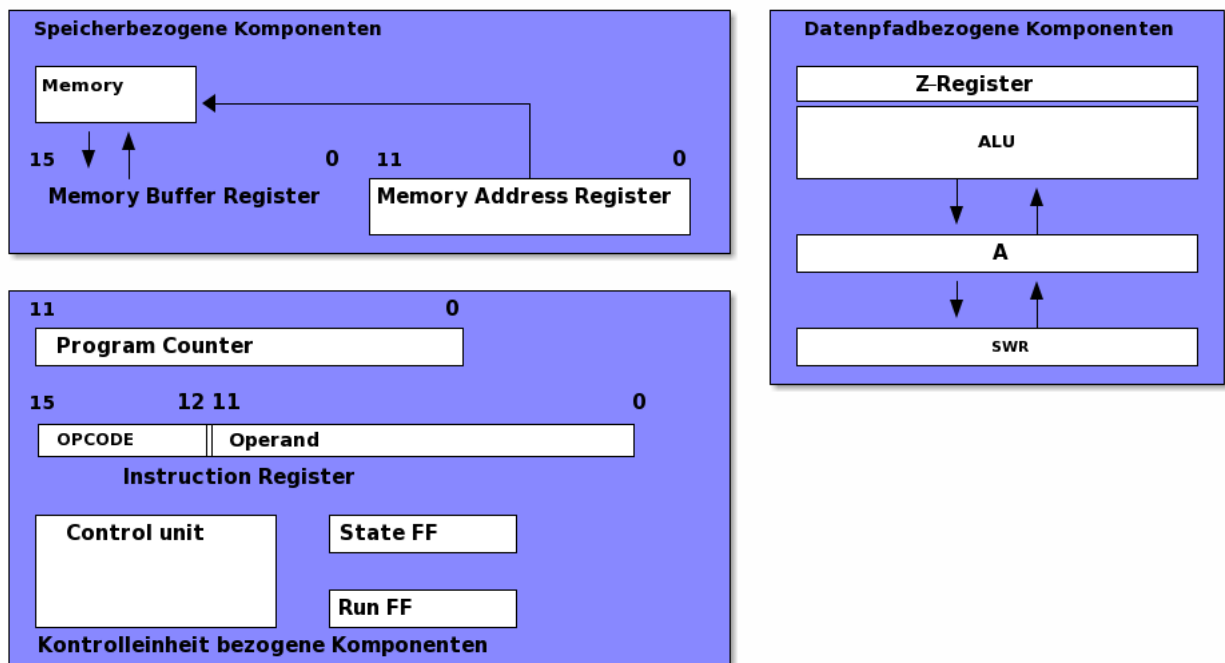 Speicherbezogene Komponenten
Memory
15 0 11 0
Memory Buffer Register
Memory Address Register
11 0
Program Counter
15 12 11 0
OPCODE Operand
Instruction Register
Control unit
State FF
Run FF
Kontrolleinheit bezogene Komponenten
Datenpfadbezogene Komponenten
Z-Register
ALU
A
SWR